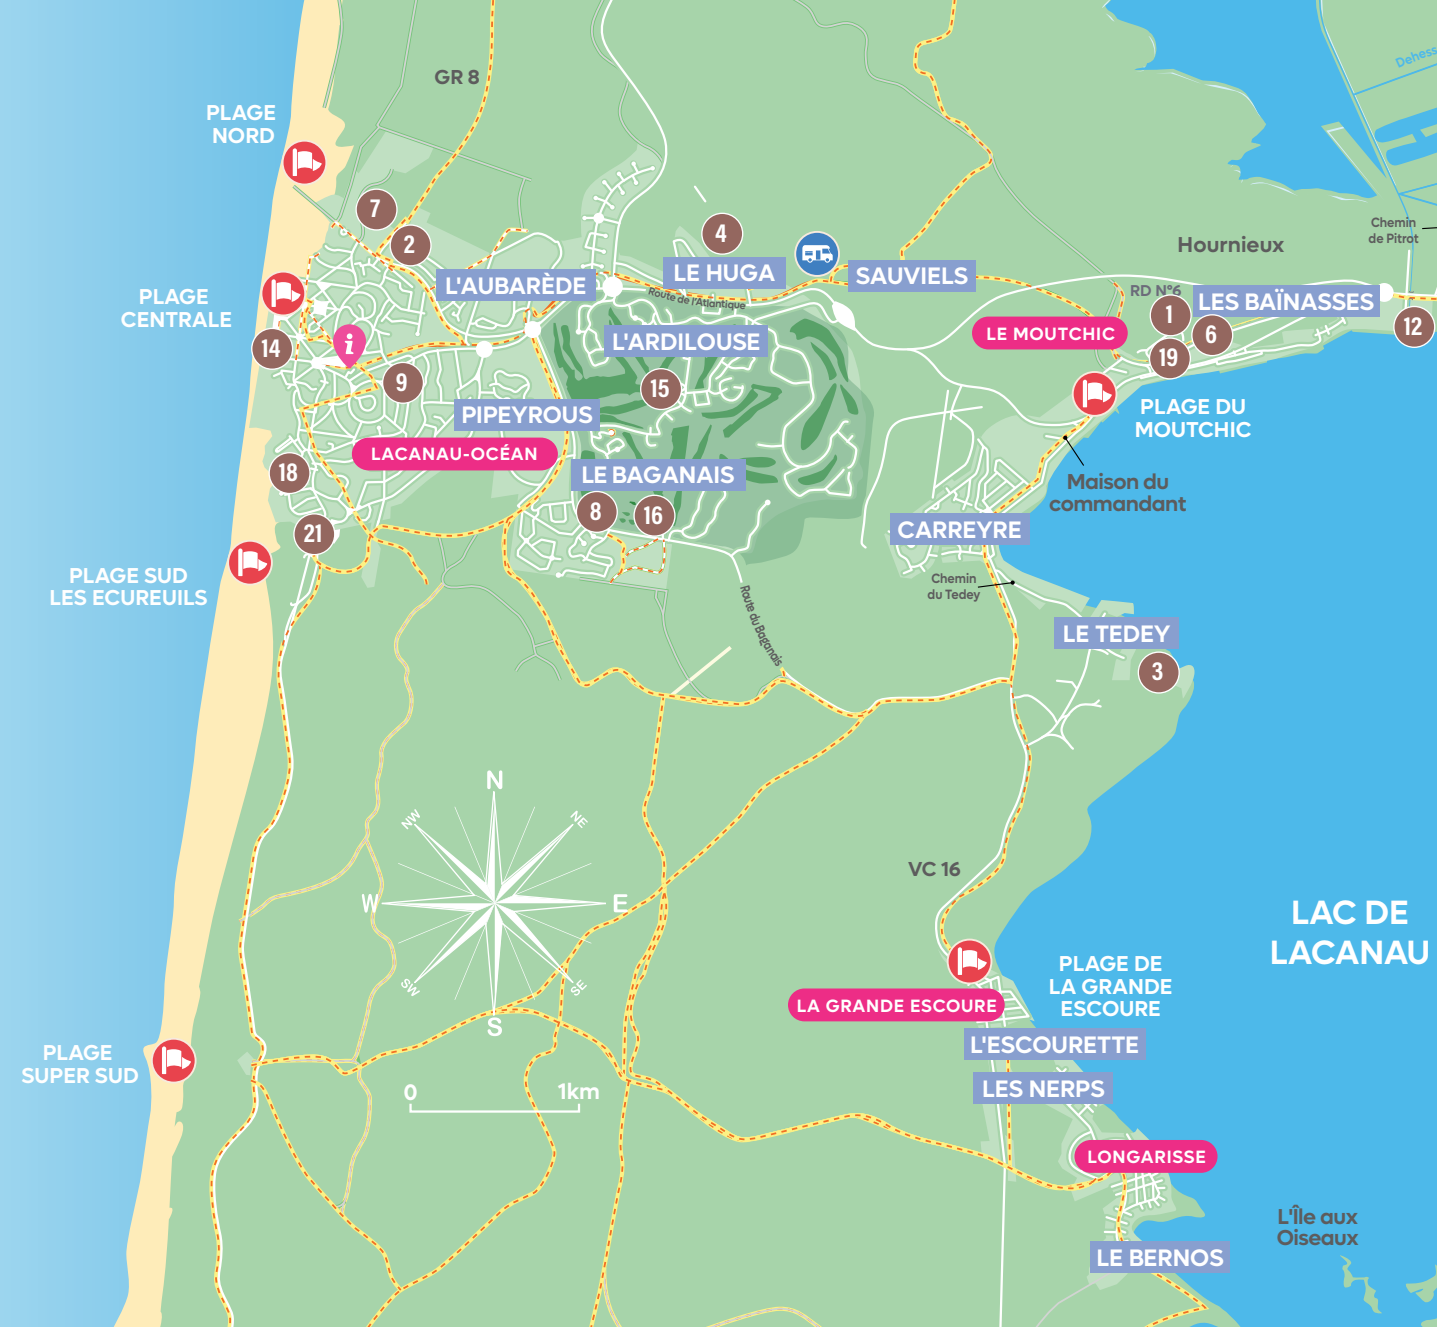 GR 8
Dehess
PLAGE
NORD
7
2
4
Chemin
de Pitrot
Hournieux
L'AUBARÈDE
LE HUGA
SAUVIELS
RD N°6
LES BAÏNASSES
PLAGE
CENTRALE
Route de l'Atlantique
1
6
12
LE MOUTCHIC
19
14
i
L'ARDILOUSE
9
15
PIPEYROUS
PLAGE DU
MOUTCHIC
LACANAU-OCÉAN
18
LE BAGANAIS
Maison du
commandant
8
16
21
CARREYRE
PLAGE SUD
LES ECUREUILS
Chemin
du Tedey
Route du Baganais
LE TEDEY
3
N
NW
NE
W
E
SW
SE
S
VC 16
LAC DE
LACANAU
PLAGE DE
LA GRANDE
ESCOURE
LA GRANDE ESCOURE
L'ESCOURETTE
PLAGE
SUPER SUD
0
1km
LES NERPS
LONGARISSE
L'Île aux
Oiseaux
LE BERNOS